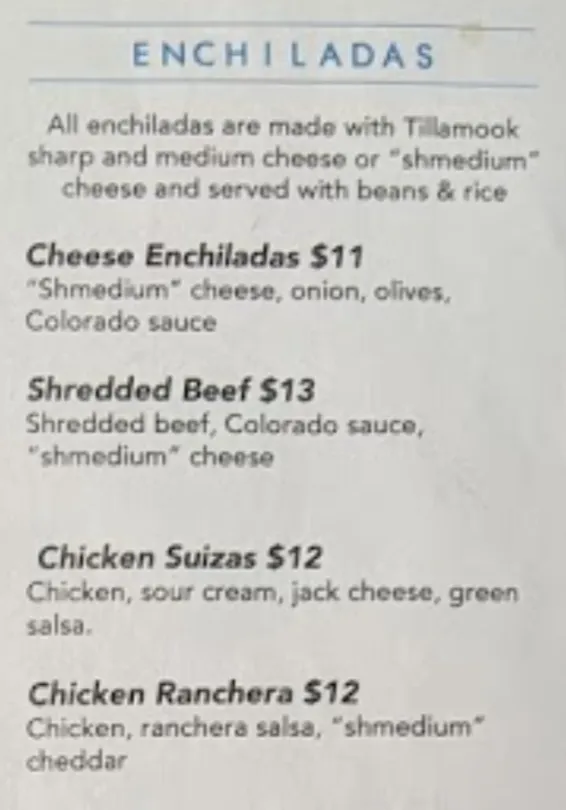 ENCHILADAS
All enchiladas are made with Tillamook
sharp and medium cheese or "shmedium"
cheese and served with beans & rice
Cheese Enchiladas $11
"Shmedium" cheese, onion, olives,
Colorado sauce
Shredded Beef $13
Shredded beef, Colorado sauce,
"shmedium" cheese
Chicken Suizas $12
Chicken, sour cream, jack cheese, green
salsa.
Chicken Ranchera $12
Chicken, ranchera salsa, "shmedium"
cheddar